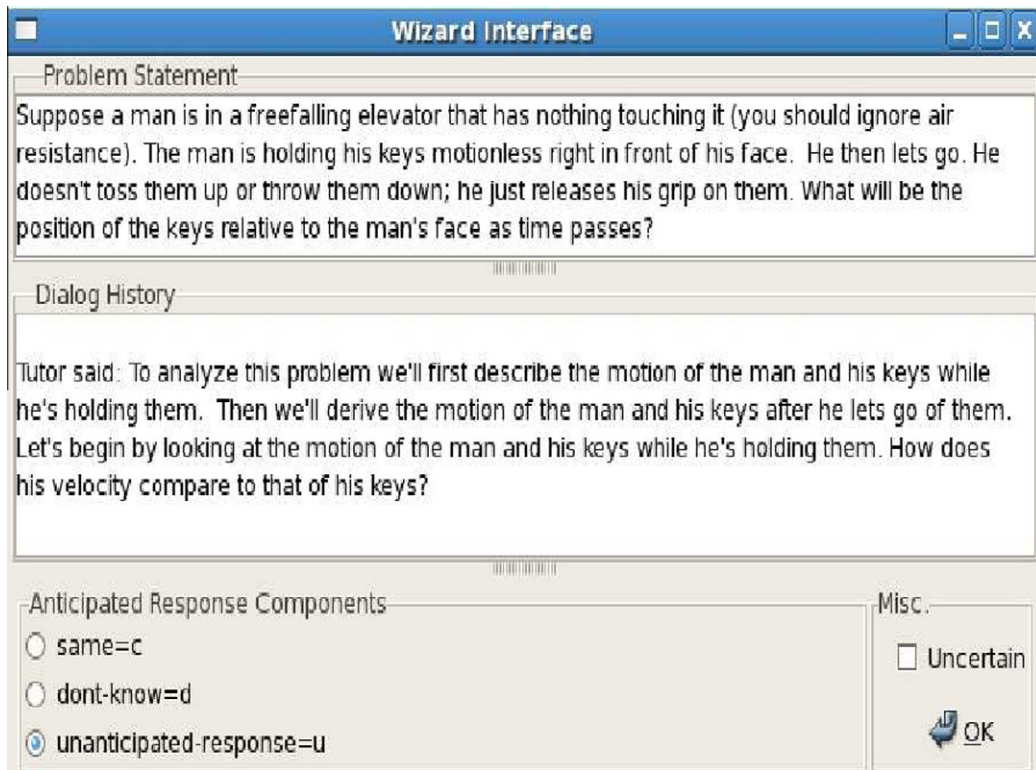 Wizard Interface
Problem Statement
Suppose a man is in a freefalling elevator that has nothing touching it (you should ignore air
resistance). The man is holding his keys motionless right in front of his face.  He then lets go. He
doesn't toss them up or throw them down; he just releases his grip on them. What will be the
position of the keys relative to the man's face as time passes?
Dialog History
Tutor said: To analyze this problem we'll first describe the motion of the man and his keys while
he's holding them.  Then we'll derive the motion of the man and his keys after he lets go of them.
Let's begin by looking at the motion of the man and his keys while he's holding them. How does
his velocity compare to that of his keys?
Anticipated Response Components
same=c
dont-know=d
unanticipated-response=u
Misc.
Uncertain
OK